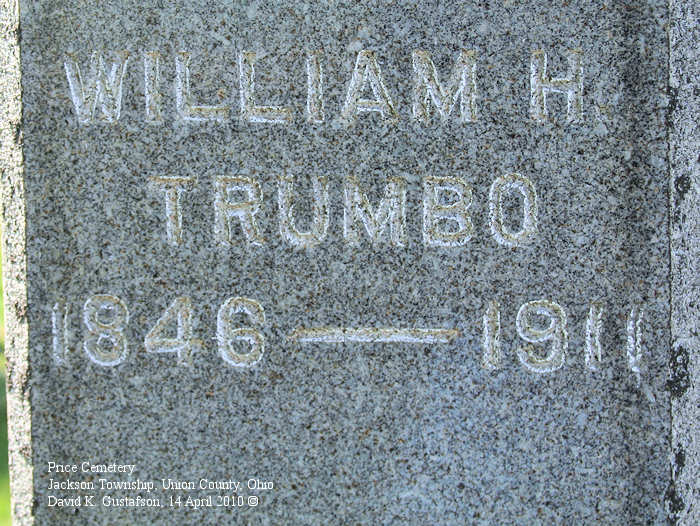 WILLIAM H.
TRUMBO
1846 — 1911
Price Cemetery
Jackson Township, Union County, Ohio
David K. Gustafson, 14 April 2010 ©